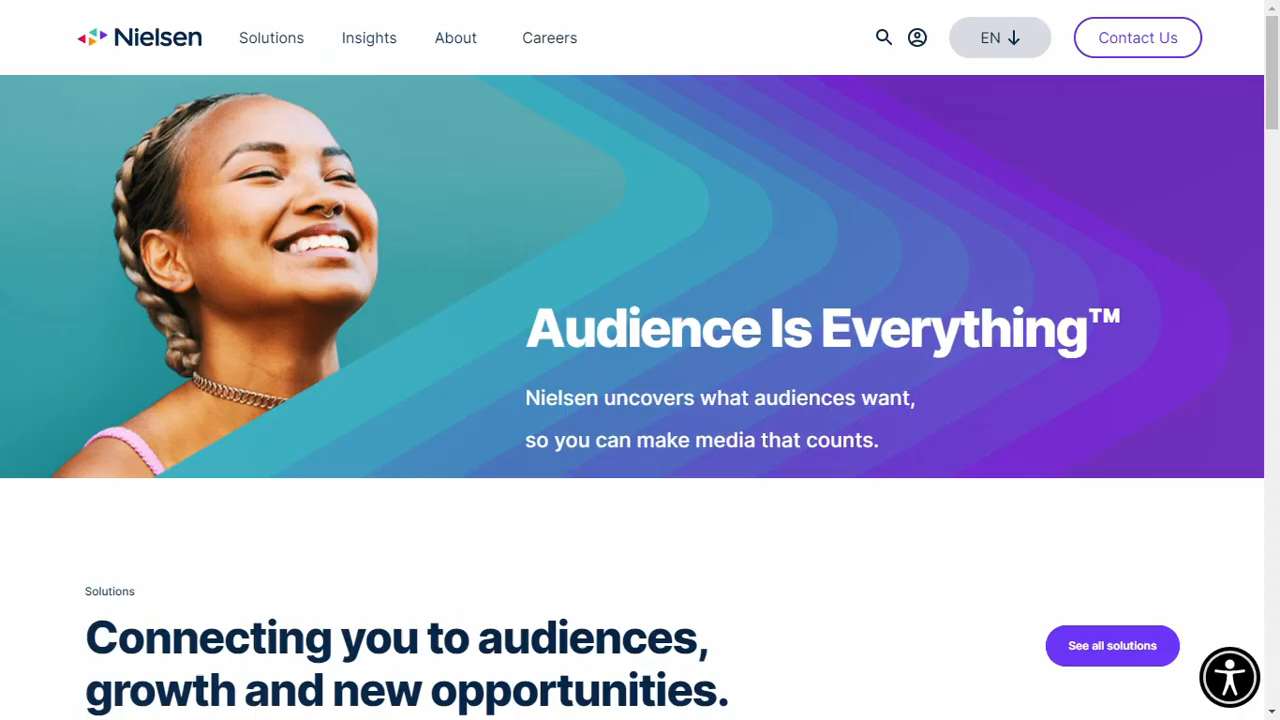 Nielsen
Solutions
Insights
About
Careers
EN
Contact Us
Audience Is Everything™
Nielsen uncovers what audiences want,
so you can make media that counts.
Solutions
Connecting you to audiences,
growth and new opportunities.
See all solutions